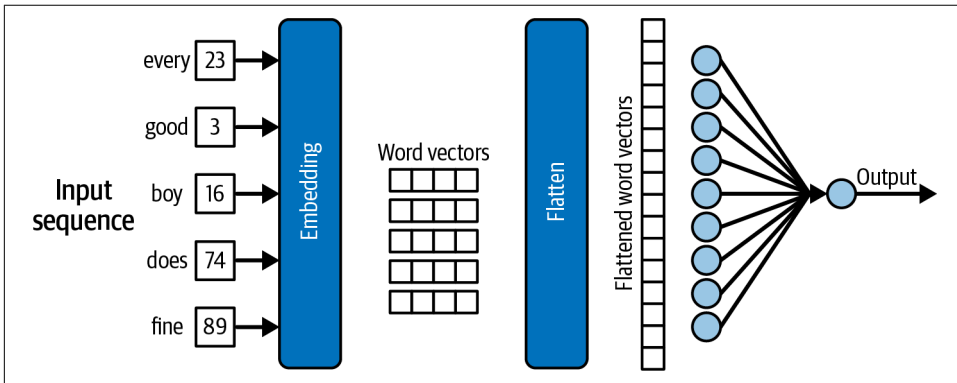 Input
sequence
every 23
good 3
boy 16
does 74
fine 89
Embedding
Word vectors
Flatten
Flattened word vectors
Output